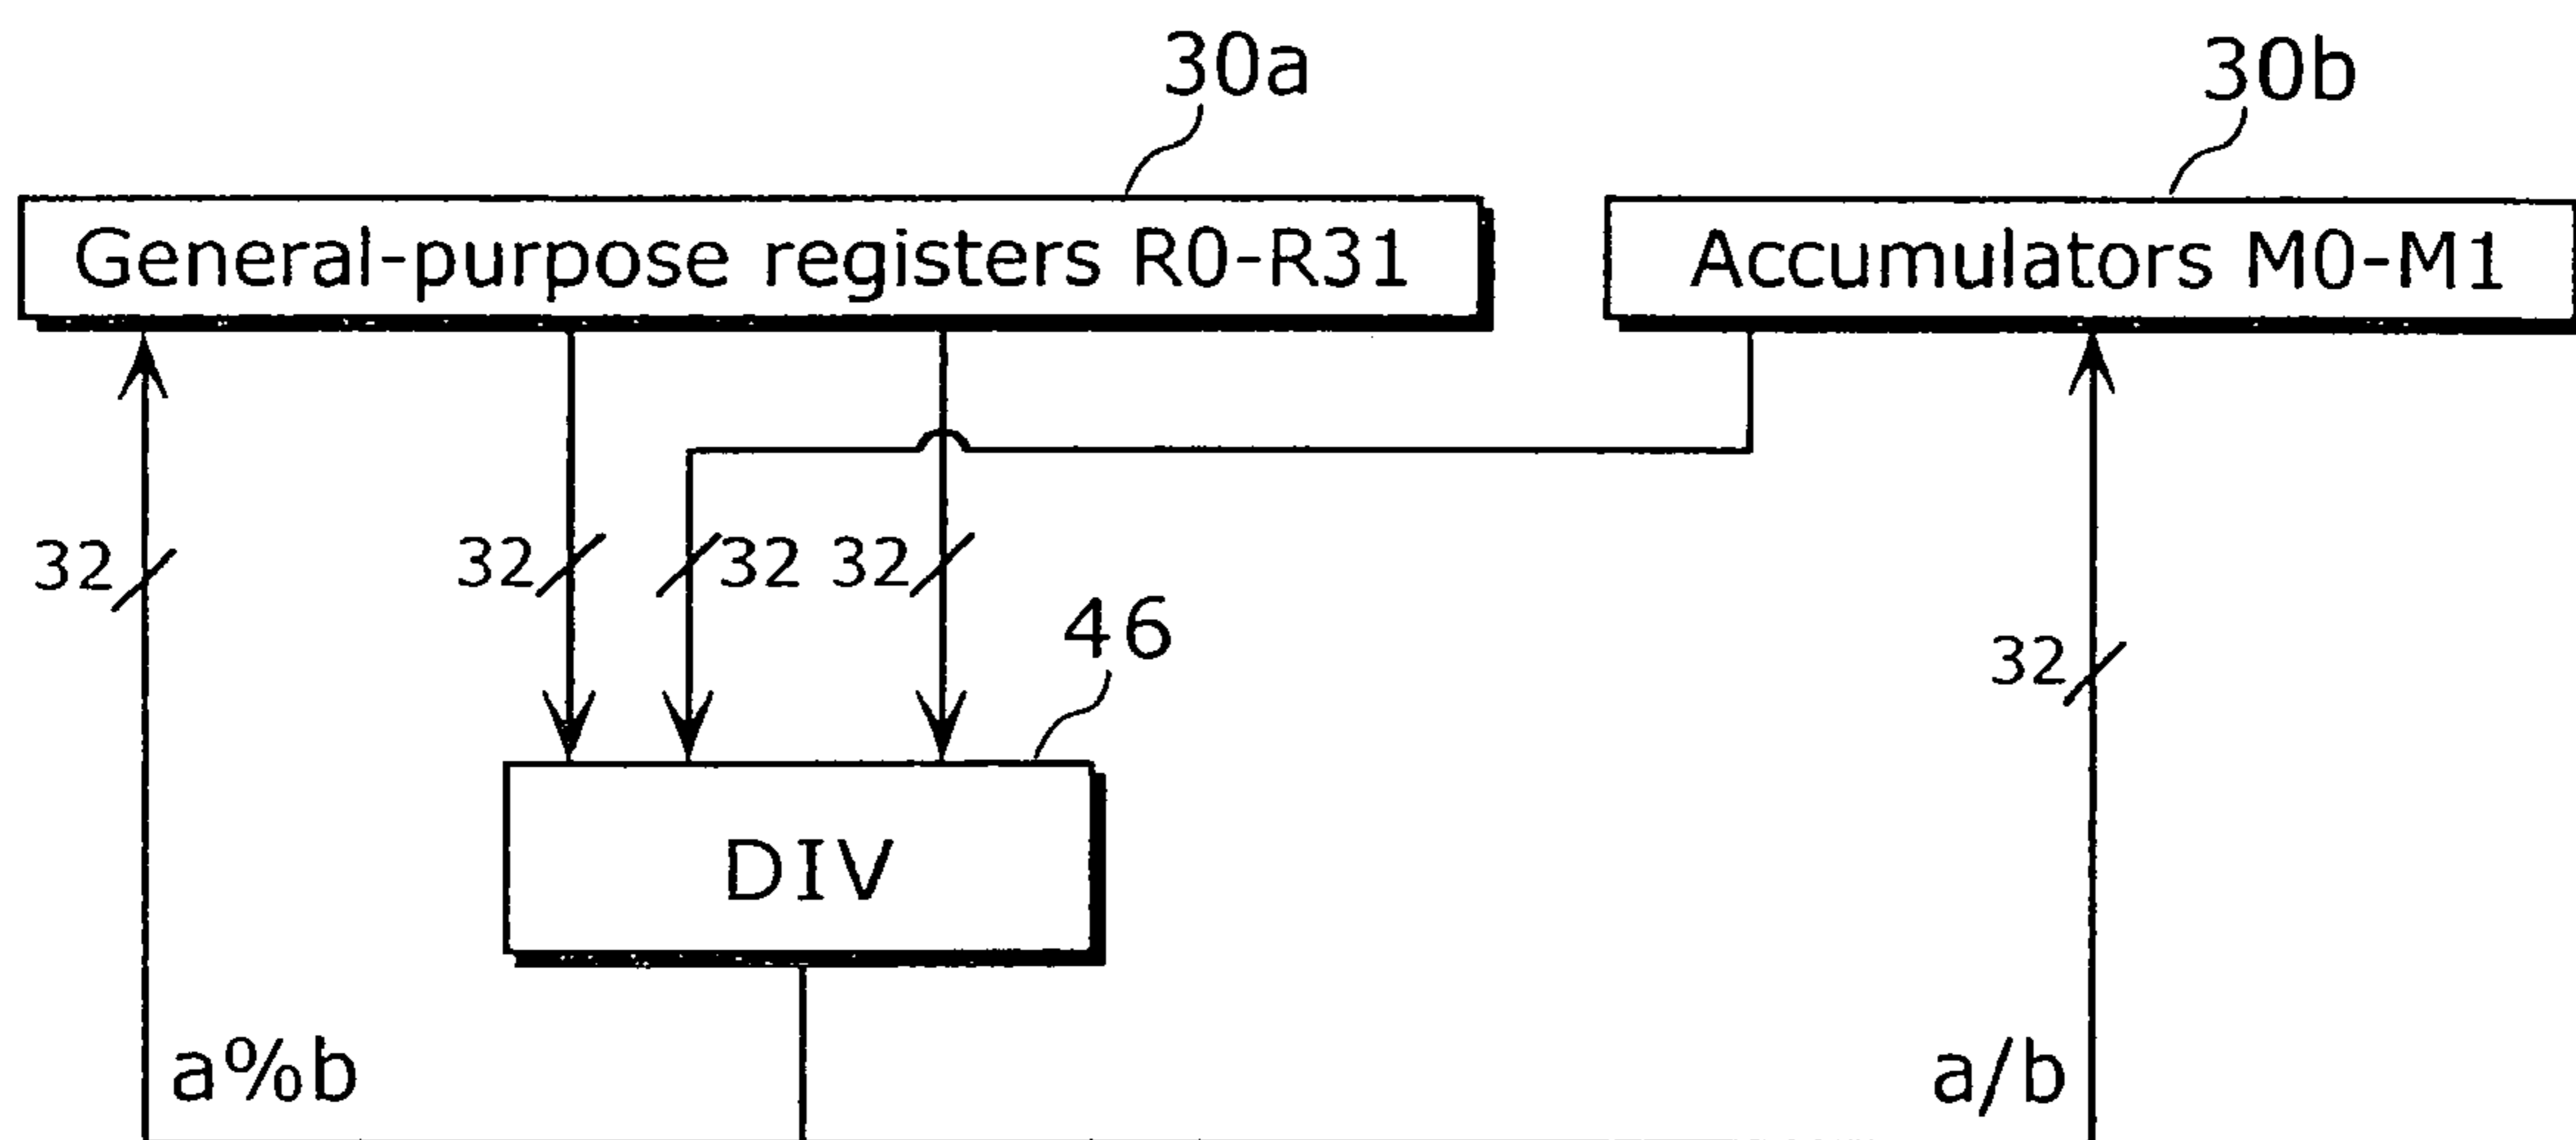 30a
30b
General-purpose registers R0-R31
Accumulators M0-M1
32
32
32
32
32
46
DIV
a%b
a/b